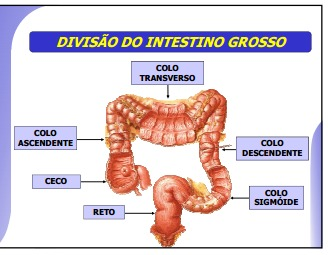 DIVISÃO DO INTESTINO GROSSO
COLO
TRANSVERSO
COLO
ASCENDENTE
COLO
DESCENDENTE
CECO
COLO
SIGMÓIDE
RETO